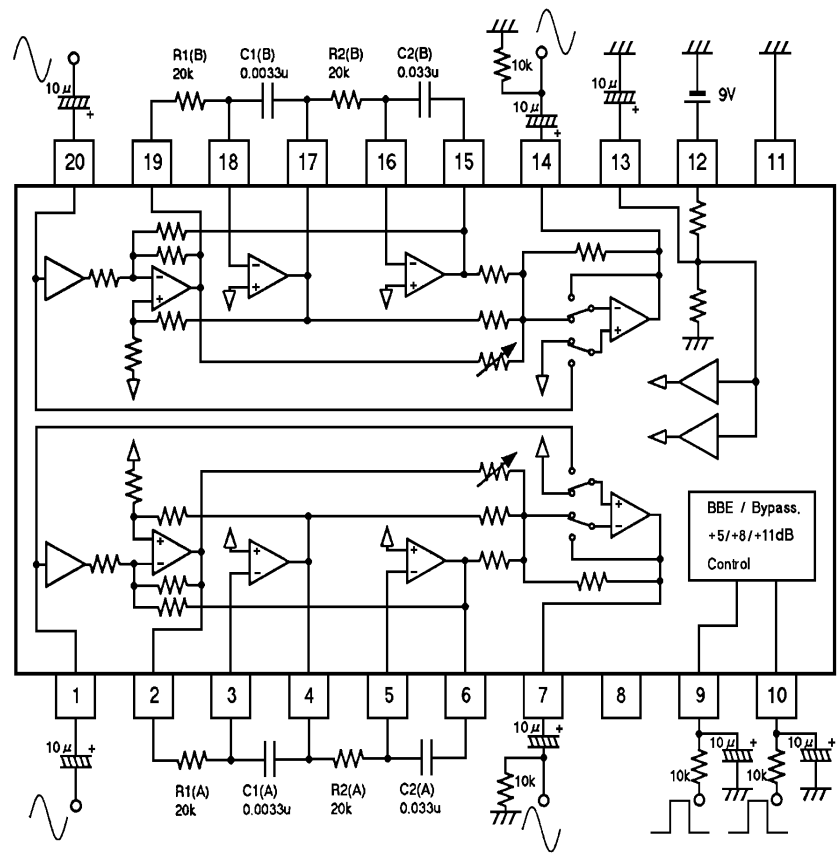 R1(B) C1(B) R2(B) C2(B)
20k 0.0033u 20k 0.033u
10μ +
10k
10μ +
10μ +
9V
20 19 18 17 16 15 14 13 12 11
- + - + - + - +
+ - + - + - + -
BBE / Bypass,
+5/+8/+11dB
Control
1 2 3 4 5 6 7 8 9 10
10μ +
R1(A) C1(A) R2(A) C2(A)
20k 0.0033u 20k 0.033u
10μ +
10k
10μ +
10k
10μ +
10k